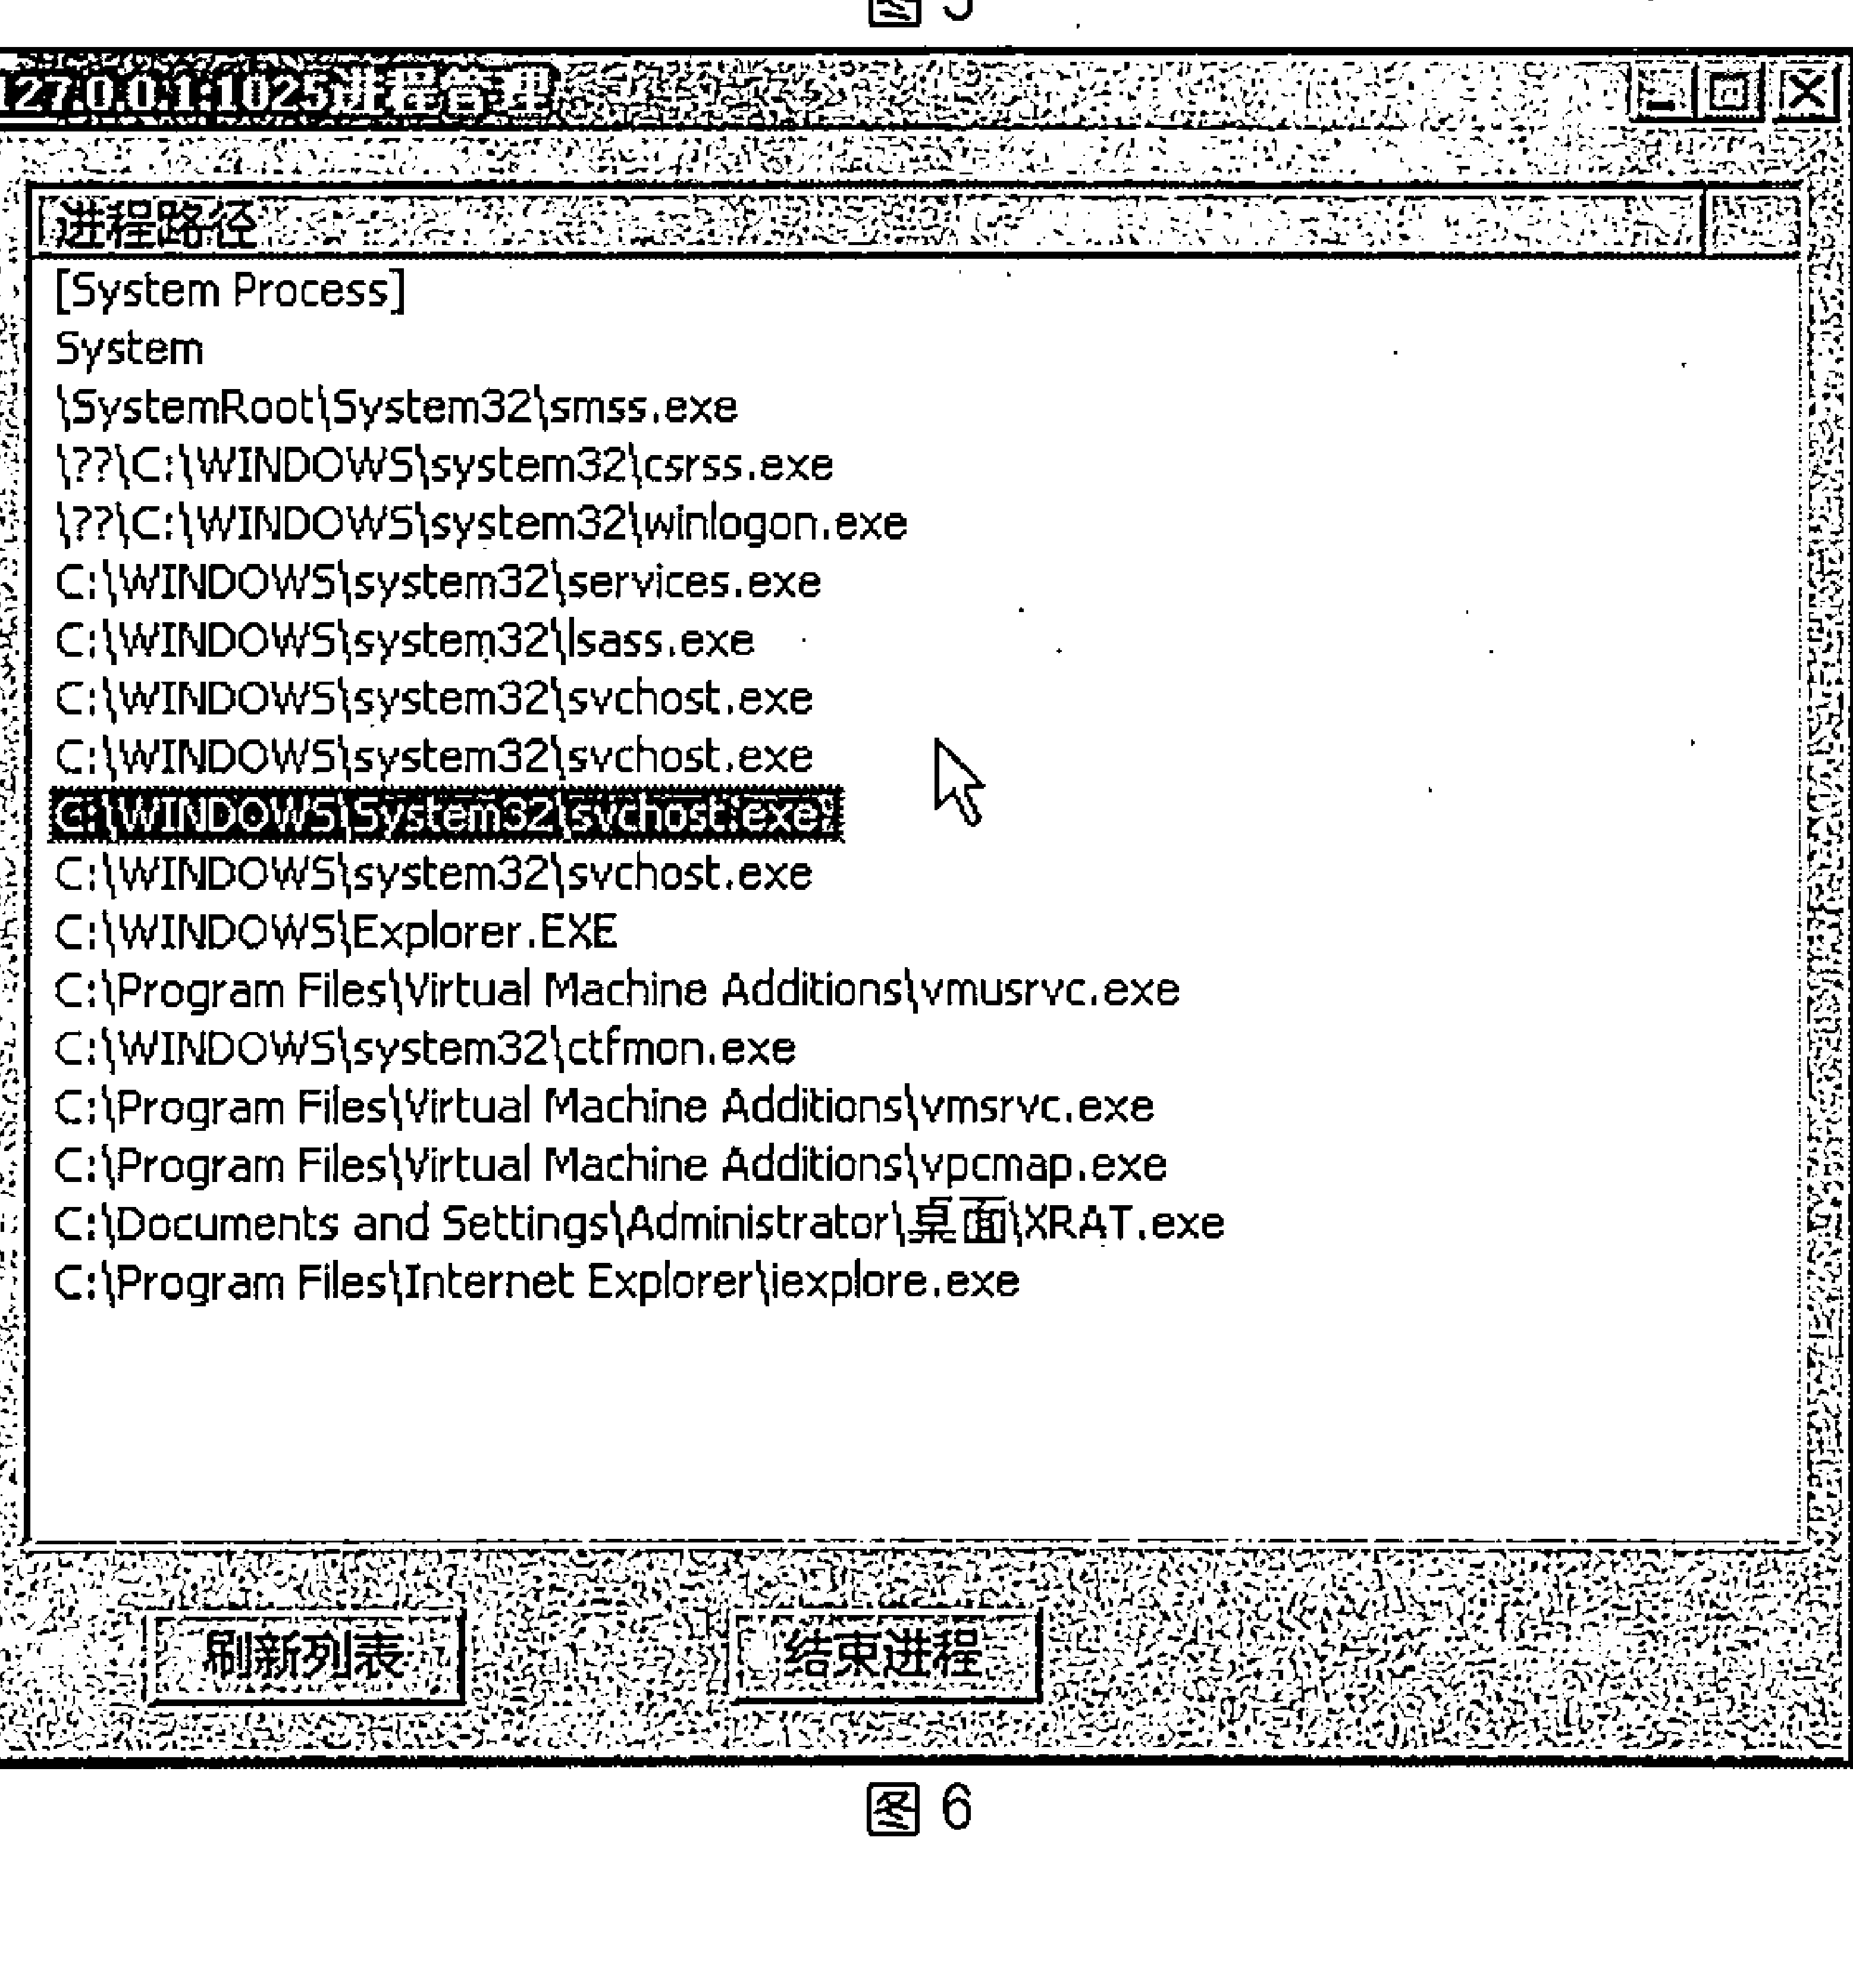 图 5
127.0.0.1:1025进程管理
进程路径
[System Process]
System
\SystemRoot\System32\smss.exe
\??\C:\WINDOWS\system32\csrss.exe
\??\C:\WINDOWS\system32\winlogon.exe
C:\WINDOWS\system32\services.exe
C:\WINDOWS\system32\lsass.exe
C:\WINDOWS\system32\svchost.exe
C:\WINDOWS\system32\svchost.exe
C:\WINDOWS\System32\svchost.exe
C:\WINDOWS\system32\svchost.exe
C:\WINDOWS\Explorer.EXE
C:\Program Files\Virtual Machine Additions\vmusrvc.exe
C:\WINDOWS\system32\ctfmon.exe
C:\Program Files\Virtual Machine Additions\vmsrvc.exe
C:\Program Files\Virtual Machine Additions\vpcmap.exe
C:\Documents and Settings\Administrator\桌面\XRAT.exe
C:\Program Files\Internet Explorer\iexplore.exe
刷新列表 结束进程
图 6